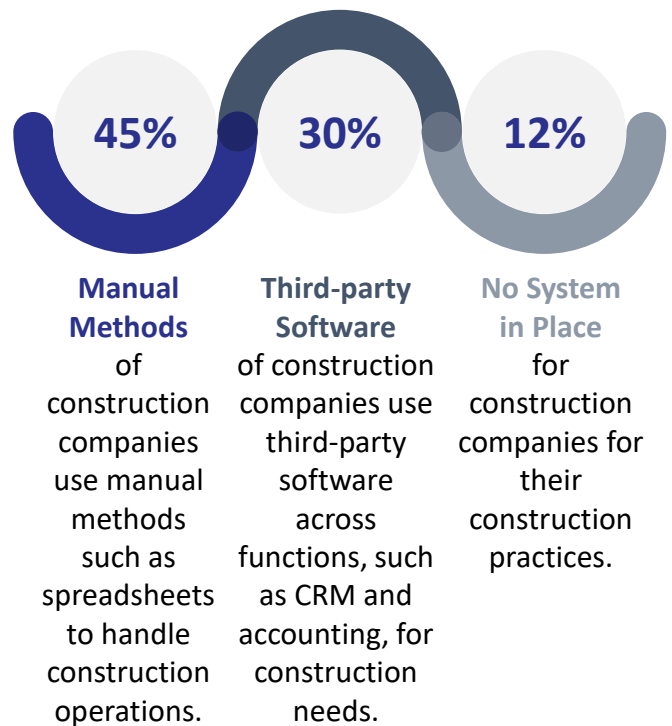 45%
30%
12%
Manual
Methods
of
construction
companies
use manual
methods
such as
spreadsheets
to handle
construction
operations.
Third-party
Software
of construction
companies use
third-party
software
across
functions, such
as CRM and
accounting, for
construction
needs.
No System
in Place
for
construction
companies for
their
construction
practices.